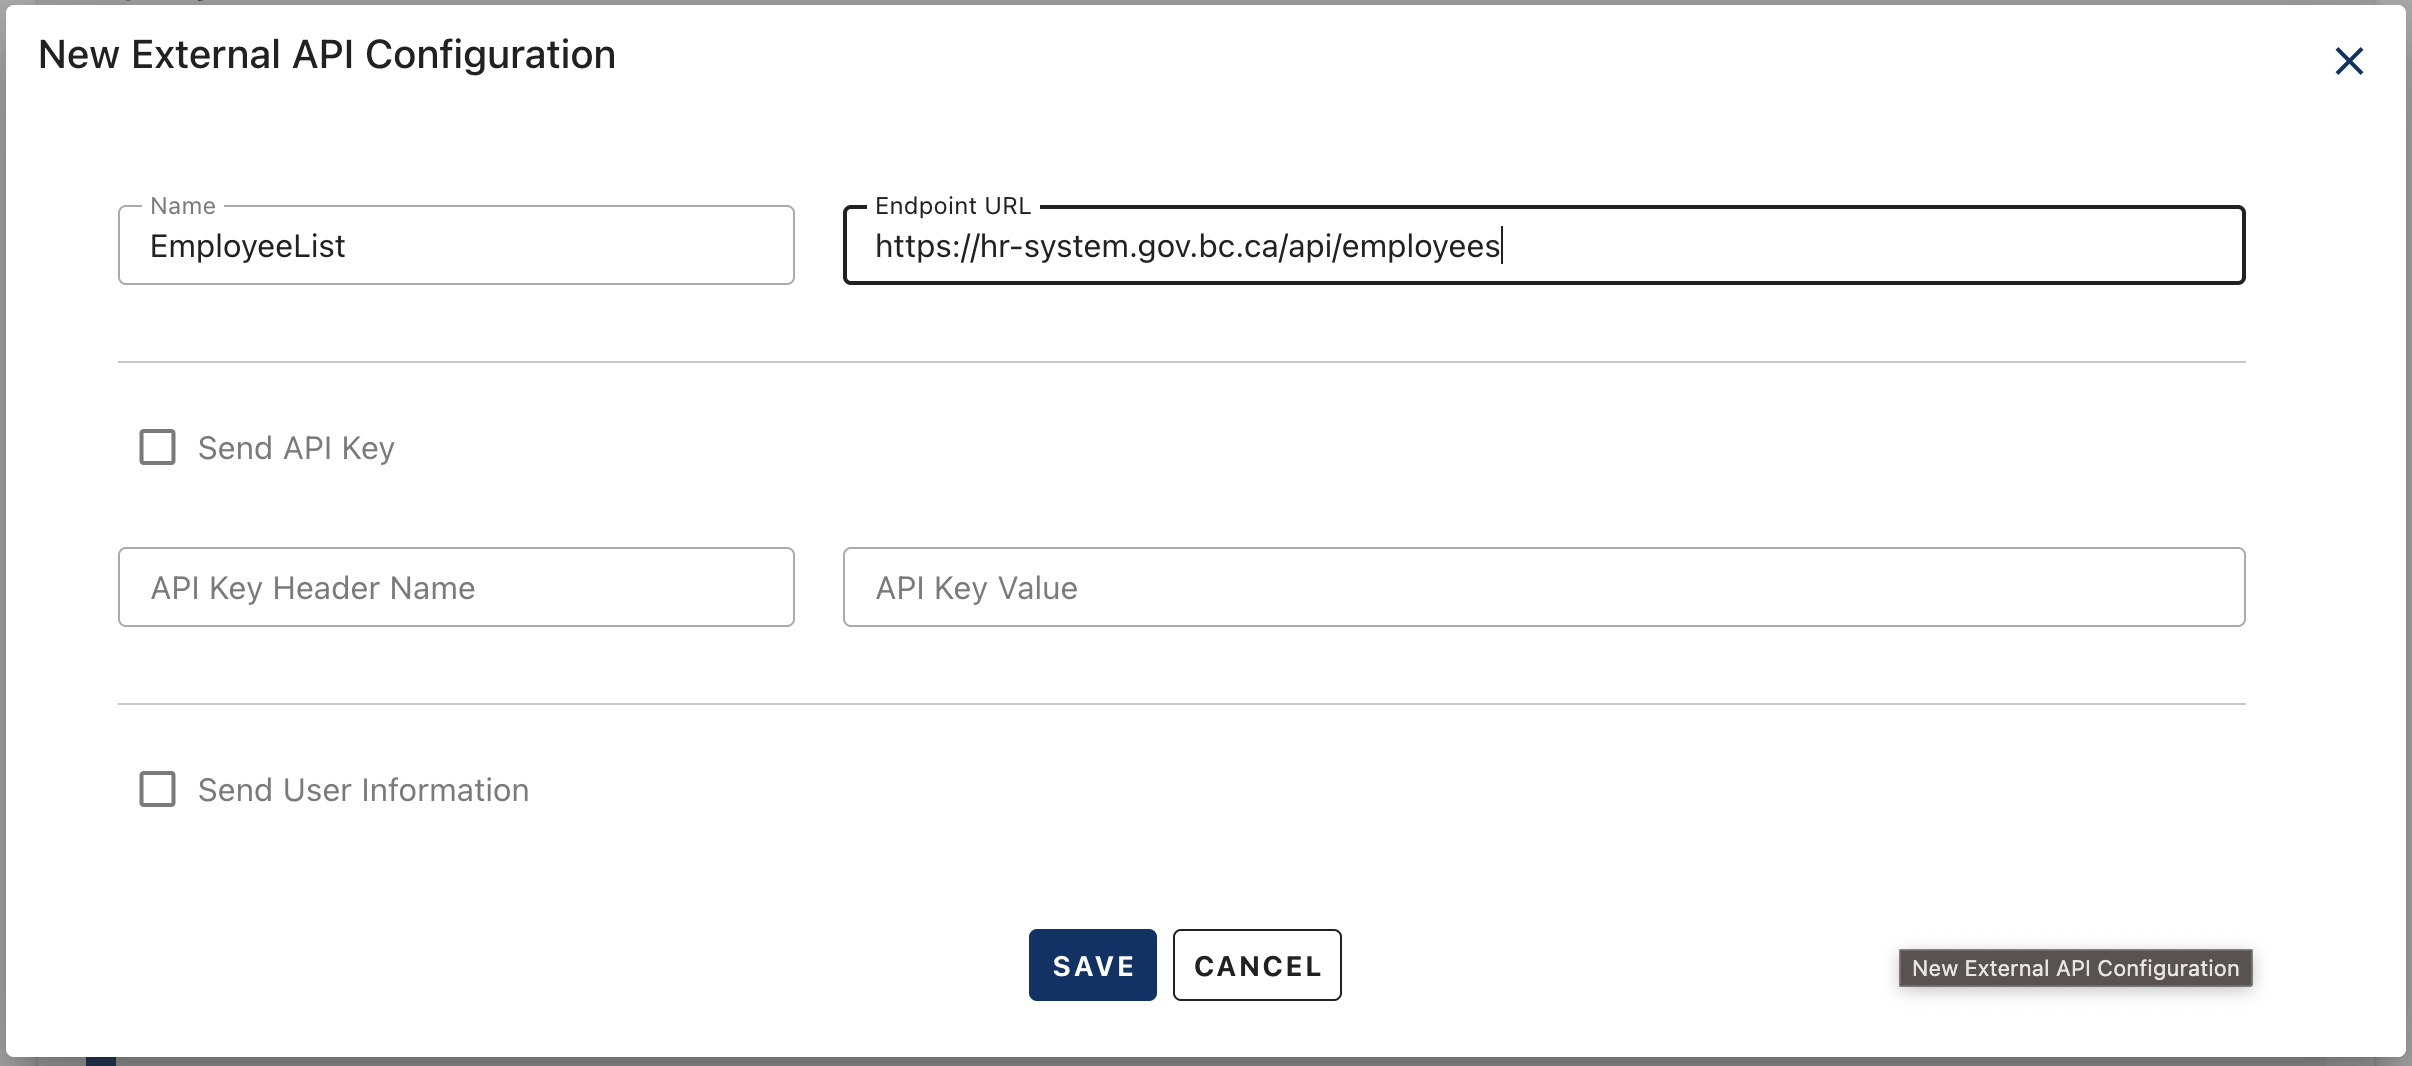 New External API Configuration
Name
EmployeeList
Endpoint URL
https://hr-system.gov.bc.ca/api/employees
Send API Key
API Key Header Name
API Key Value
Send User Information
SAVE
CANCEL
New External API Configuration